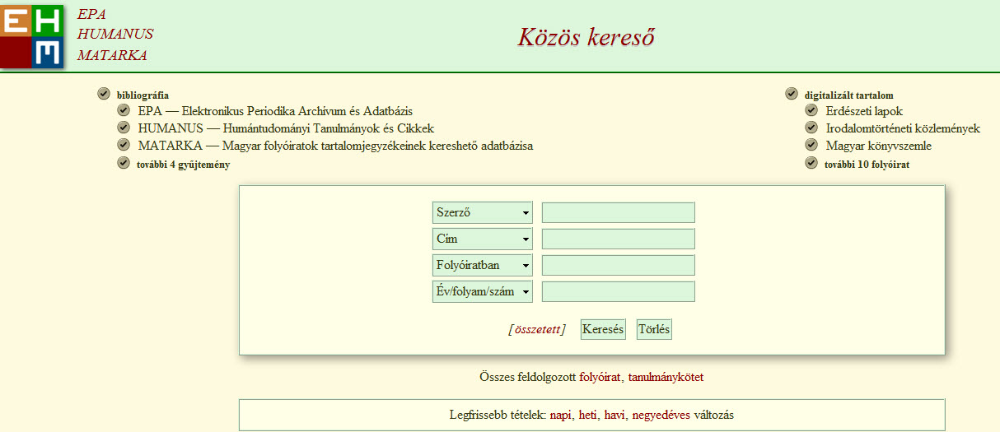 EH
M
EPA
HUMANUS
MATARKA
Közös kereső
bibliográfia
EPA — Elektronikus Periodika Archívum és Adatbázis
HUMANUS — Humántudományi Tanulmányok és Cikkek
MATARKA — Magyar folyóiratok tartalomjegyzékeinek kereshető adatbázisa
további 4 gyűjtemény
digitalizált tartalom
Erdészeti lapok
Irodalomtörténeti közlemények
Magyar könyvszemle
további 10 folyóirat
Szerző
Cím
Folyóiratban
Év/folyam/szám
[összetett] Keresés Törlés
Összes feldolgozott folyóirat, tanulmánykötet
Legfrissebb tételek: napi, heti, havi, negyedéves változás